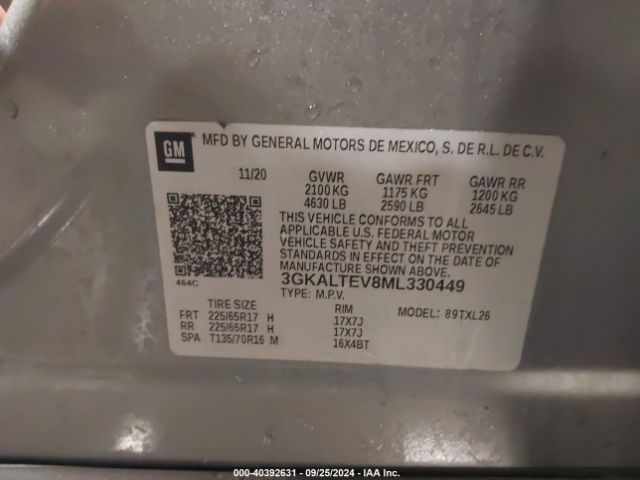 GM
MFD BY GENERAL MOTORS DE MEXICO, S. DE R.L. DE C.V.
11/20 GVWR GAWR FRT GAWR RR
2100 KG 1175 KG 1200 KG
4630 LB 2590 LB 2645 LB
THIS VEHICLE CONFORMS TO ALL
APPLICABLE U.S. FEDERAL MOTOR
VEHICLE SAFETY AND THEFT PREVENTION
STANDARDS IN EFFECT ON THE DATE OF
MANUFACTURE SHOWN ABOVE.
464C
3GKALTEV8ML330449
TYPE: M.P.V.
TIRE SIZE RIM MODEL: 89TXL26
FRT 225/65R17 H 17X7J
RR 225/65R17 H 17X7J
SPA T135/70R16 M 16X4BT
000-40392631 - 09/25/2024 - IAA Inc.